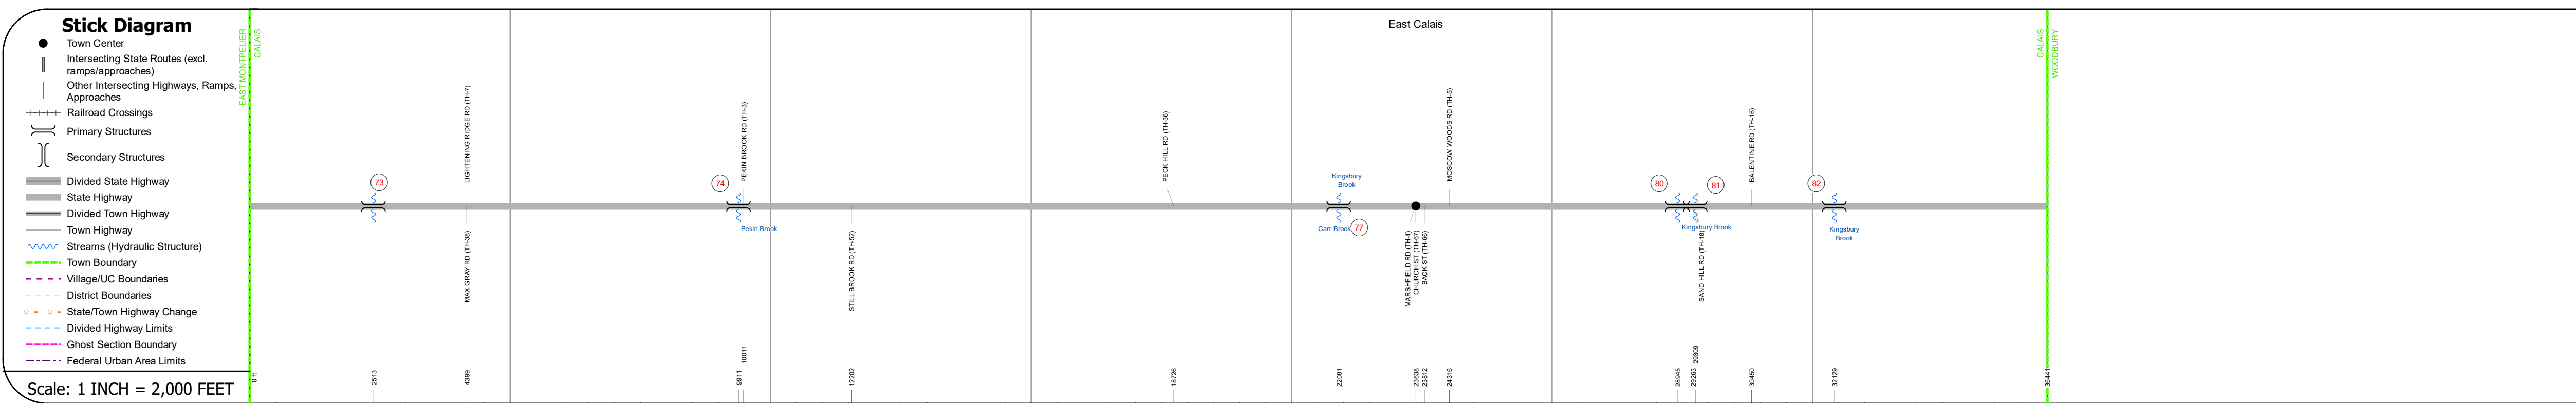 Stick Diagram
Town Center
Intersecting State Routes (excl.
ramps/approaches)
Other Intersecting Highways, Ramps,
Approaches
Railroad Crossings
Primary Structures
Secondary Structures
Divided State Highway
State Highway
Divided Town Highway
Town Highway
Streams (Hydraulic Structure)
Town Boundary
Village/UC Boundaries
District Boundaries
State/Town Highway Change
Divided Highway Limits
Ghost Section Boundary
Federal Urban Area Limits
Scale: 1 INCH = 2,000 FEET
EAST MONTPELIER
CALAIS
East Calais
CALAIS
WOODBURY
LIGHTENING RIDGE RD (TH-7)
PEKIN BROOK RD (TH-3)
PECK HILL RD (TH-36)
MOSCOW WOODS RD (TH-5)
BALENTINE RD (TH-16)
73
74
Kingsbury
Brook
80
81
82
Pekin Brook
Carr Brook
77
Kingsbury Brook
Kingsbury
Brook
MAX GRAY RD (TH-38)
STILL BROOK RD (TH-52)
MARSHFIELD RD (TH-4)
CHURCH ST (TH-67)
BACK ST (TH-66)
SAND HILL RD (TH-18)
0 ft
2513
4399
9911
10011
12202
18726
22081
23638
23812
24316
28945
29263
29309
30450
32129
36441